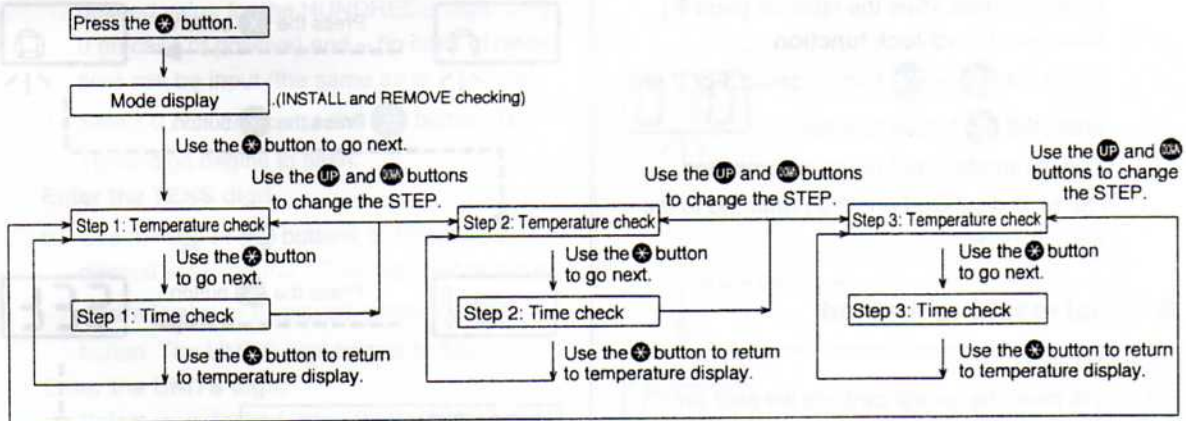 Press the ✱ button.
Mode display
(INSTALL and REMOVE checking)
Use the ✱ button to go next.
Use the UP and DOWN buttons
to change the STEP.
Use the UP and DOWN buttons
to change the STEP.
Use the UP and DOWN
buttons to change
the STEP.
Step 1: Temperature check
Step 2: Temperature check
Step 3: Temperature check
Use the ✱ button
to go next.
Use the ✱ button
to go next.
Use the ✱ button
to go next.
Step 1: Time check
Step 2: Time check
Step 3: Time check
Use the ✱ button to return
to temperature display.
Use the ✱ button to return
to temperature display.
Use the ✱ button to return
to temperature display.